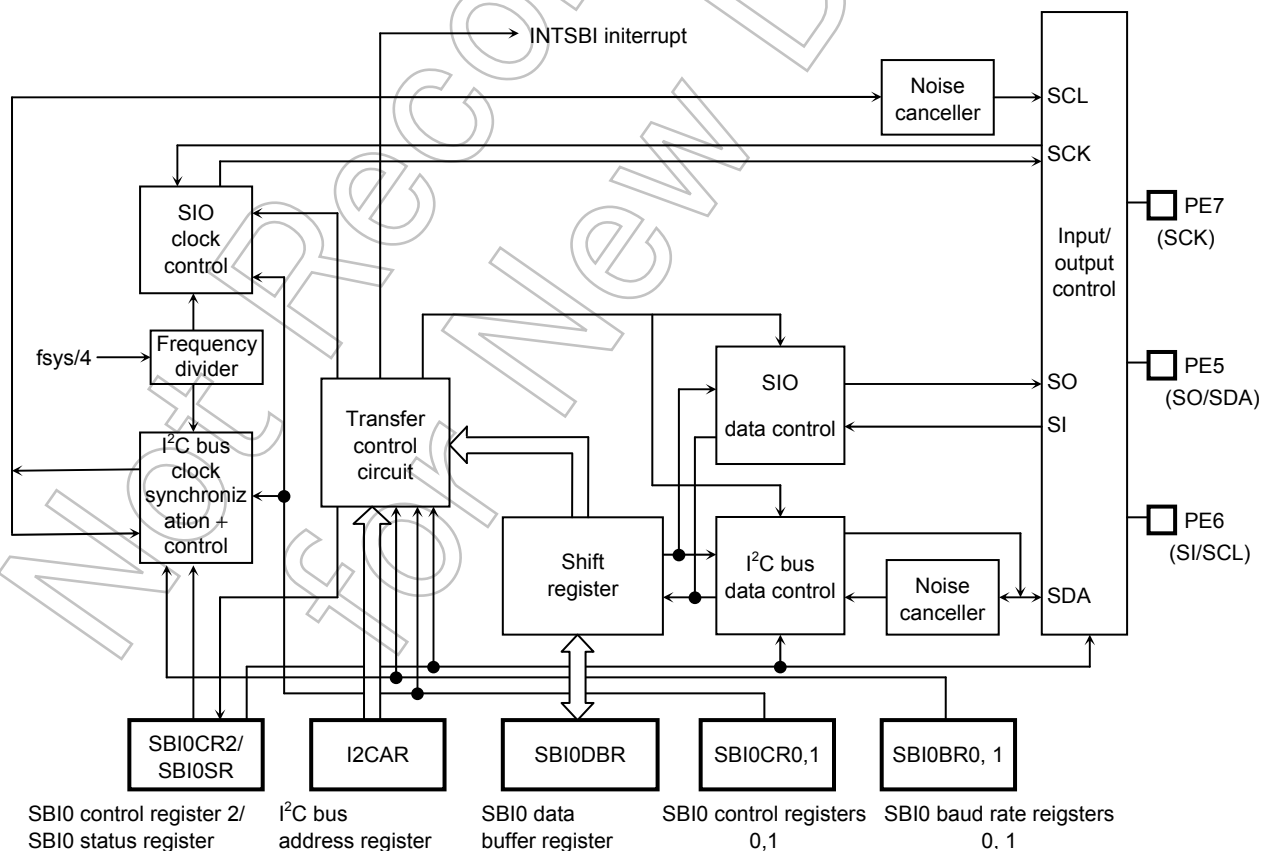 INTSBI initerrupt
Noise
canceller
SCL
SCK
SIO
clock
control
PE7
(SCK)
Input/
output
control
fsys/4
Frequency
divider
SIO
data control
SO
SI
PE5
(SO/SDA)
Transfer
control
circuit
I²C bus
clock
synchroniz
ation +
control
PE6
(SI/SCL)
Shift
register
I²C bus
data control
Noise
canceller
SDA
SBI0CR2/
SBI0SR
I2CAR
SBI0DBR
SBI0CR0,1
SBI0BR0, 1
SBI0 control register 2/
SBI0 status register
I²C bus
address register
SBI0 data
buffer register
SBI0 control registers
0,1
SBI0 baud rate reigsters
0, 1
Not Reco
for New D